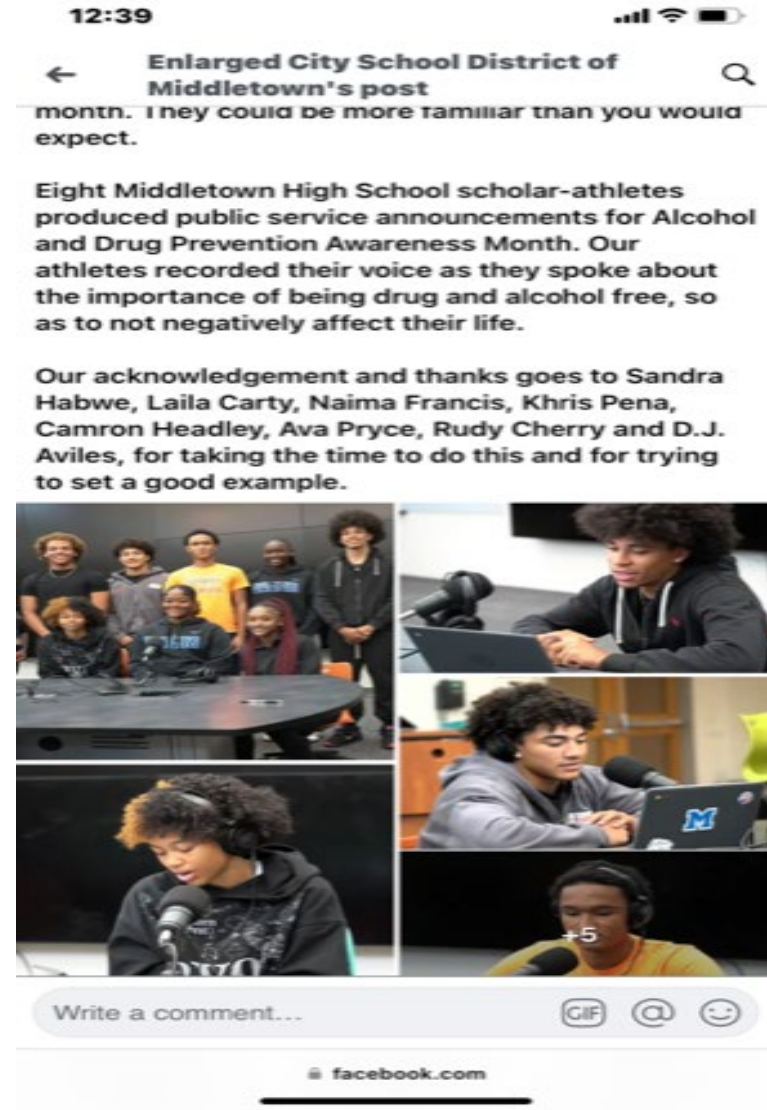 12:39
Enlarged City School District of
Middletown's post
month. They could be more familiar than you would
expect.
Eight Middletown High School scholar-athletes
produced public service announcements for Alcohol
and Drug Prevention Awareness Month. Our
athletes recorded their voice as they spoke about
the importance of being drug and alcohol free, so
as to not negatively affect their life.
Our acknowledgement and thanks goes to Sandra
Habwe, Laila Carty, Naima Francis, Khris Pena,
Camron Headley, Ava Pryce, Rudy Cherry and D.J.
Aviles, for taking the time to do this and for trying
to set a good example.
M
+5
Write a comment...
GIF
@
facebook.com